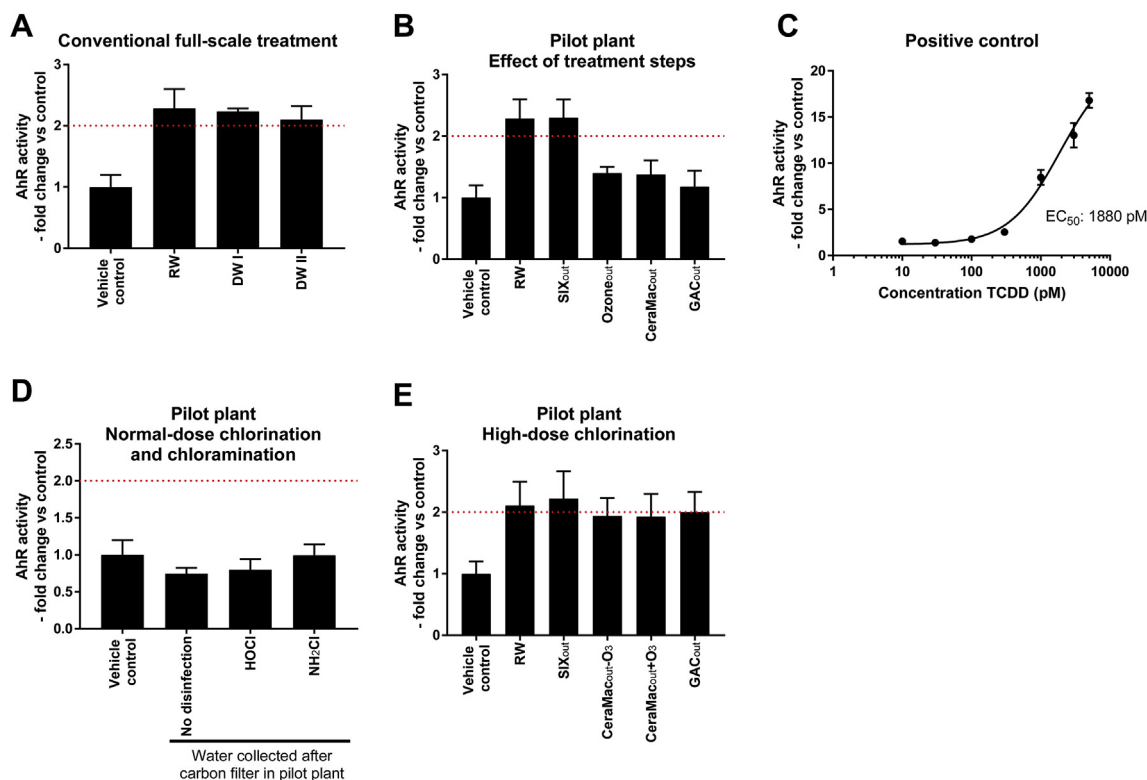 A
Conventional full-scale treatment
AhR activity
- fold change vs control
3
2
1
0
Vehicle
control
RW
DW I
DW II
B
Pilot plant
Effect of treatment steps
AhR activity
- fold change vs control
3
2
1
0
Vehicle
control
RW
SIXout
Ozoneout
CeraMacout
GACout
C
Positive control
AhR activity
- fold change vs control
20
15
10
5
0
EC50: 1880 pM
1 10 100 1000 10000
Concentration TCDD (pM)
D
Pilot plant
Normal-dose chlorination
and chloramination
AhR activity
- fold change vs control
2.5
2.0
1.5
1.0
0.5
0.0
Vehicle
control
No disinfection
HOCl
NH2Cl
Water collected after
carbon filter in pilot plant
E
Pilot plant
High-dose chlorination
AhR activity
- fold change vs control
3
2
1
0
Vehicle
control
RW
SIXout
CeraMacout-O3
CeraMacout+O3
GACout